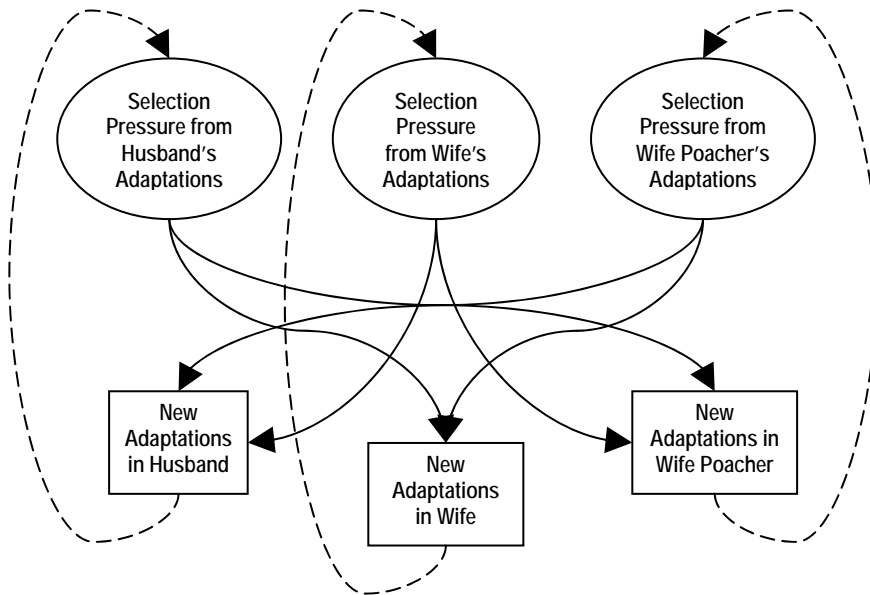 Selection
Pressure from
Husband's
Adaptations
Selection
Pressure
from Wife's
Adaptations
Selection
Pressure from
Wife Poacher's
Adaptations
New
Adaptations
in Husband
New
Adaptations
in Wife
New
Adaptations in
Wife Poacher